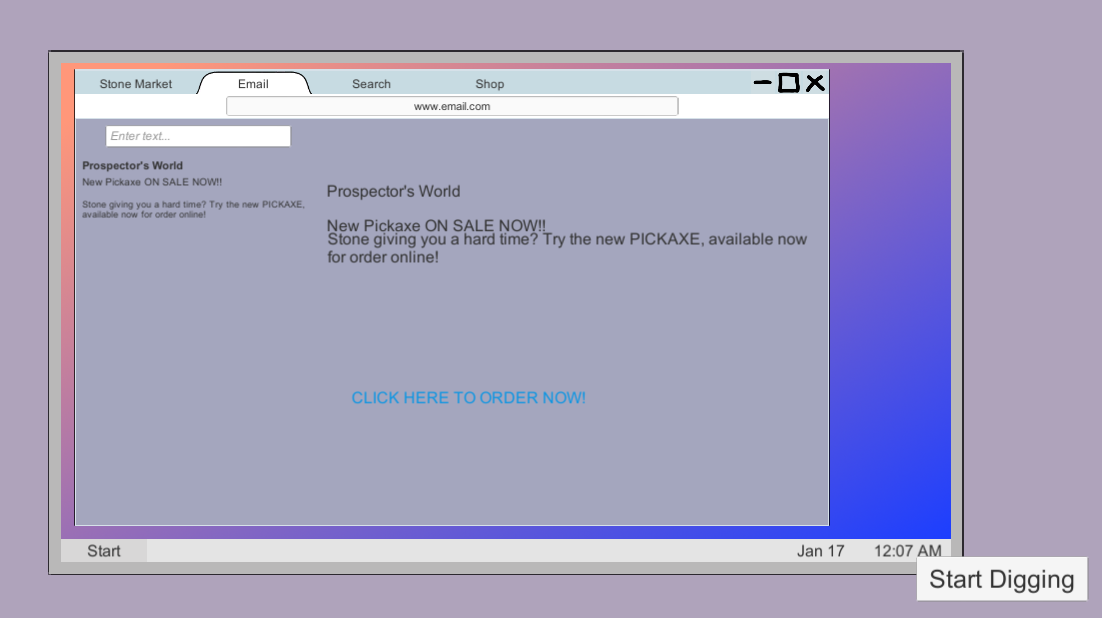 Stone Market Email Search Shop
www.email.com
Enter text...
Prospector's World
New Pickaxe ON SALE NOW!!
Stone giving you a hard time? Try the new PICKAXE,
available now for order online!
Prospector's World
New Pickaxe ON SALE NOW!!
Stone giving you a hard time? Try the new PICKAXE, available now
for order online!
CLICK HERE TO ORDER NOW!
Start Jan 17 12:07 AM
Start Digging